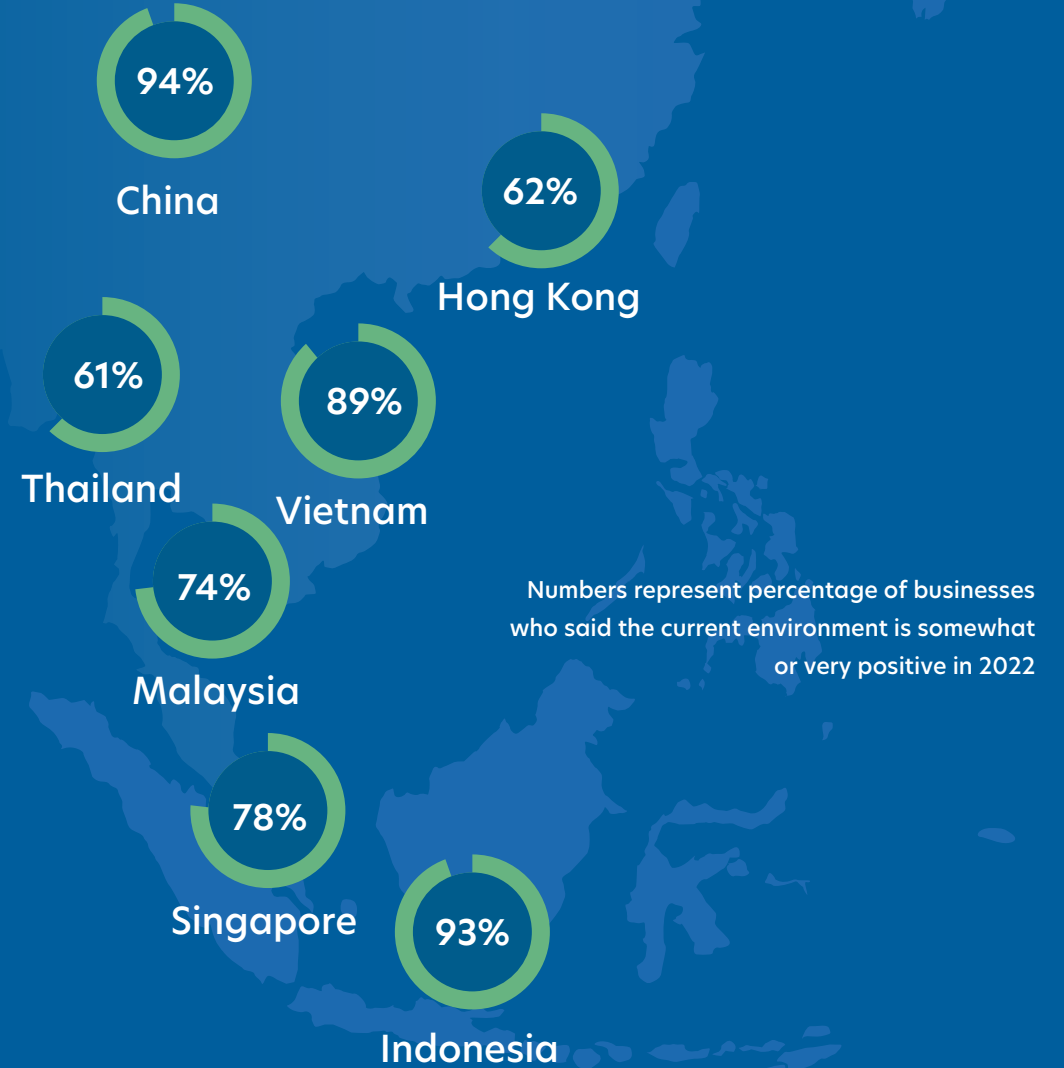 94%
China
62%
Hong Kong
61%
Thailand
89%
Vietnam
74%
Malaysia
Numbers represent percentage of businesses
who said the current environment is somewhat
or very positive in 2022
78%
Singapore
93%
Indonesia